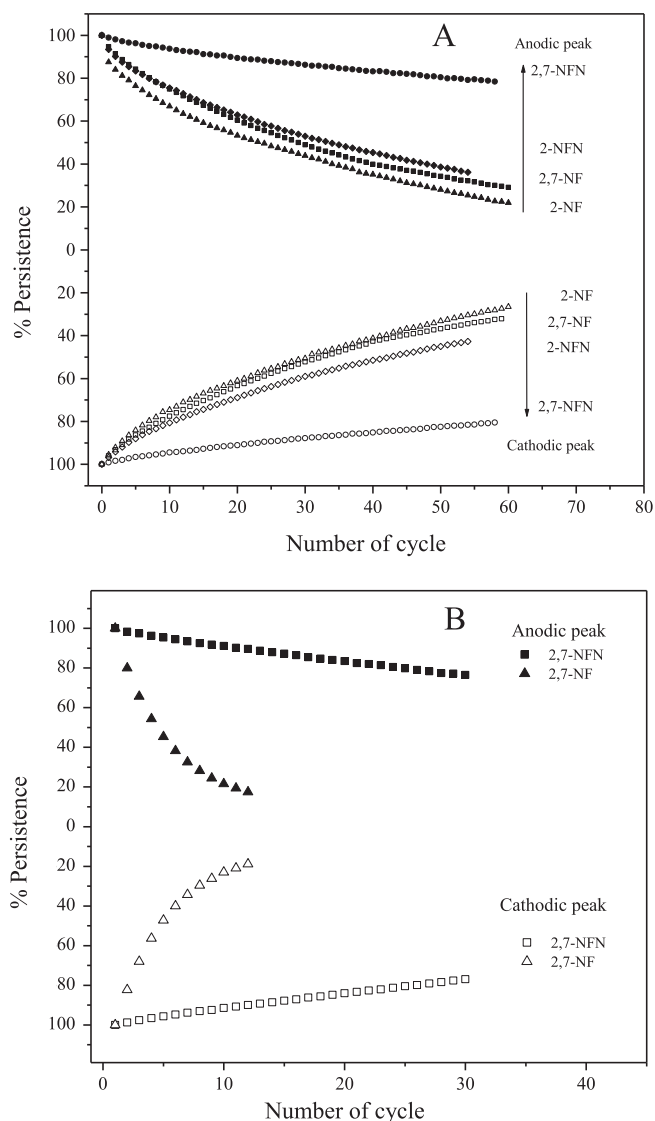 A
Anodic peak
2,7-NFN
2-NFN
2,7-NF
2-NF
100
80
60
40
20
0
20
40
60
80
100
% Persistence
2-NF
2,7-NF
2-NFN
2,7-NFN
Cathodic peak
0 10 20 30 40 50 60 70 80
Number of cycle
B
Anodic peak
2,7-NFN
2,7-NF
100
80
60
40
20
0
20
40
60
80
100
% Persistence
Cathodic peak
2,7-NFN
2,7-NF
0 10 20 30 40
Number of cycle